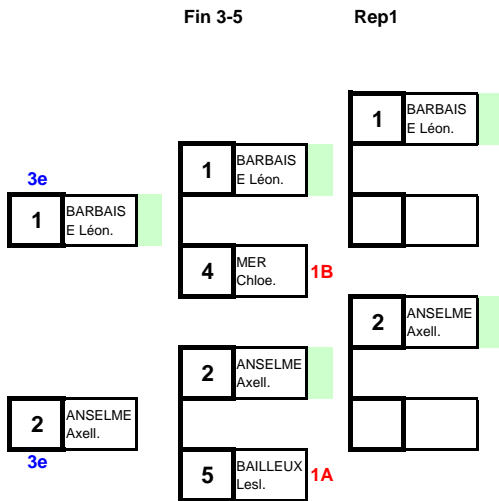 Fin 3-5
Rep1
1
BARBAIS
E Léon.
1
BARBAIS
E Léon.
3e
1
BARBAIS
E Léon.
4
MER
Chloe.
1B
2
ANSELME
Axell.
2
ANSELME
Axell.
2
ANSELME
Axell.
3e
5
BAILLEUX
Lesl.
1A